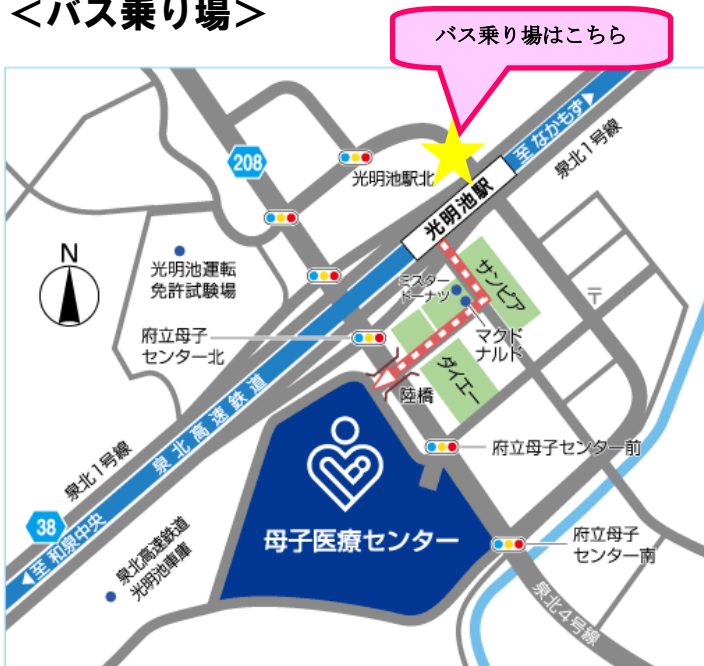 ＜バス乗り場＞
バス乗り場はこちら
至 なかもず
泉北1号線
208
光明池駅北
光明池駅
N
光明池運転
免許試験場
ミスター
ドーナツ
サンピア
〒
府立母子
センター北
マクド
ナルド
ダイエー
陸橋
泉北高速鉄道
泉北1号線
府立母子センター前
38
至 和泉中央
泉北高速鉄道
光明池車庫
母子医療センター
府立母子
センター南
泉北4号線